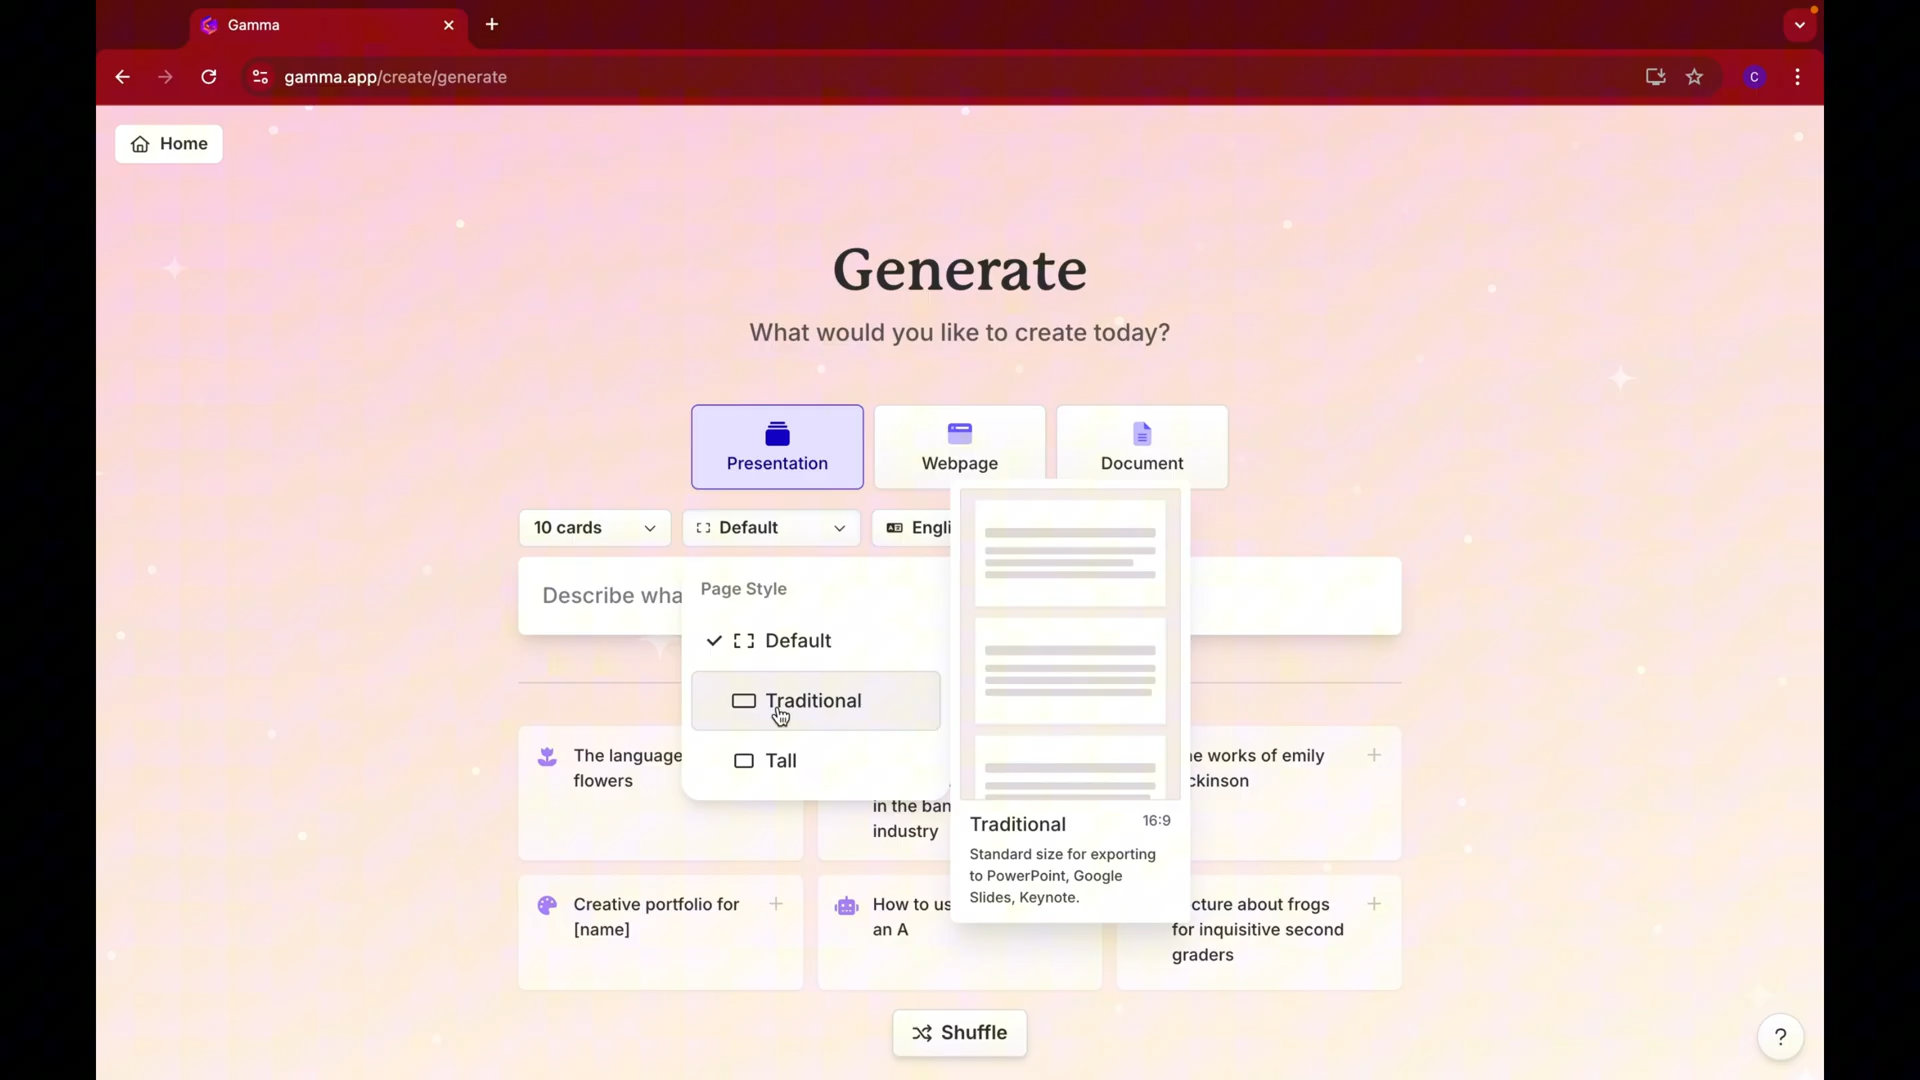 Gamma
gamma.app/create/generate
C
Home
Generate
What would you like to create today?
Presentation
Webpage
Document
10 cards
Default
Engli
Describe wha
Page Style
Default
Traditional
Tall
Traditional
16:9
Standard size for exporting
to PowerPoint, Google
Slides, Keynote.
The language
flowers
in the ban
industry
e works of emily
ckinson
Creative portfolio for
[name]
How to us
an A
cture about frogs
for inquisitive second
graders
Shuffle
?